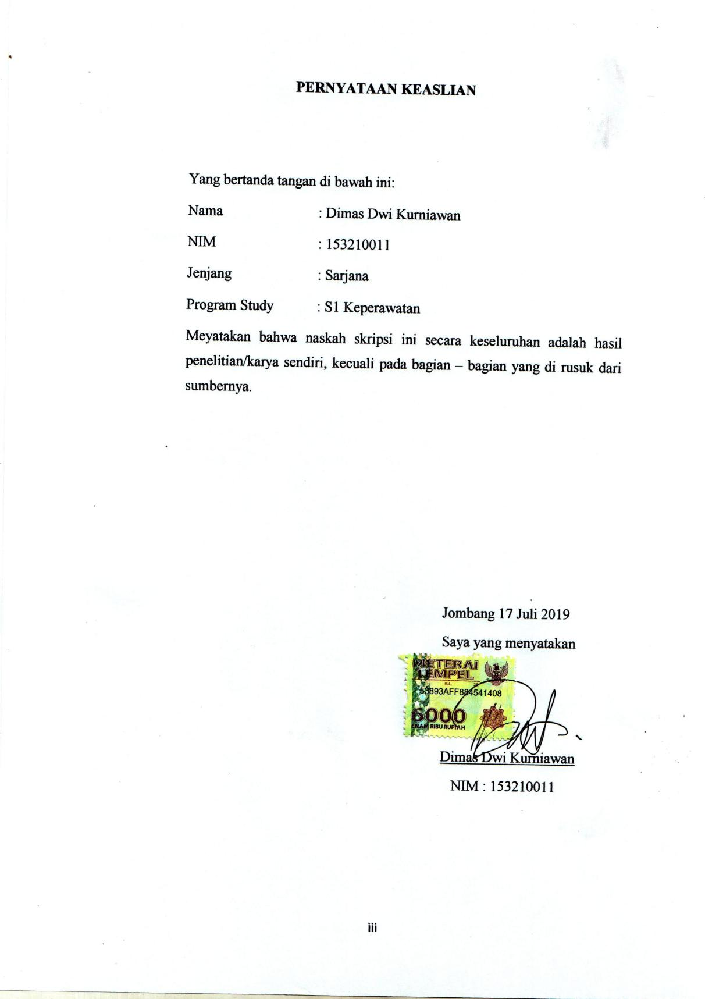 PERNYATAAN KEASLIAN
Yang bertanda tangan di bawah ini:
Nama : Dimas Dwi Kurniawan
NIM : 153210011
Jenjang : Sarjana
Program Study : S1 Keperawatan
Meyatakan bahwa naskah skripsi ini secara keseluruhan adalah hasil
penelitian/karya sendiri, kecuali pada bagian – bagian yang di rusuk dari
sumbernya.
Jombang 17 Juli 2019
Saya yang menyatakan
METERAI
TEMPEL
TGL.
53893AFF884541408
6000
ENAM RIBU RUPIAH
Dimas Dwi Kurniawan
NIM : 153210011
iii